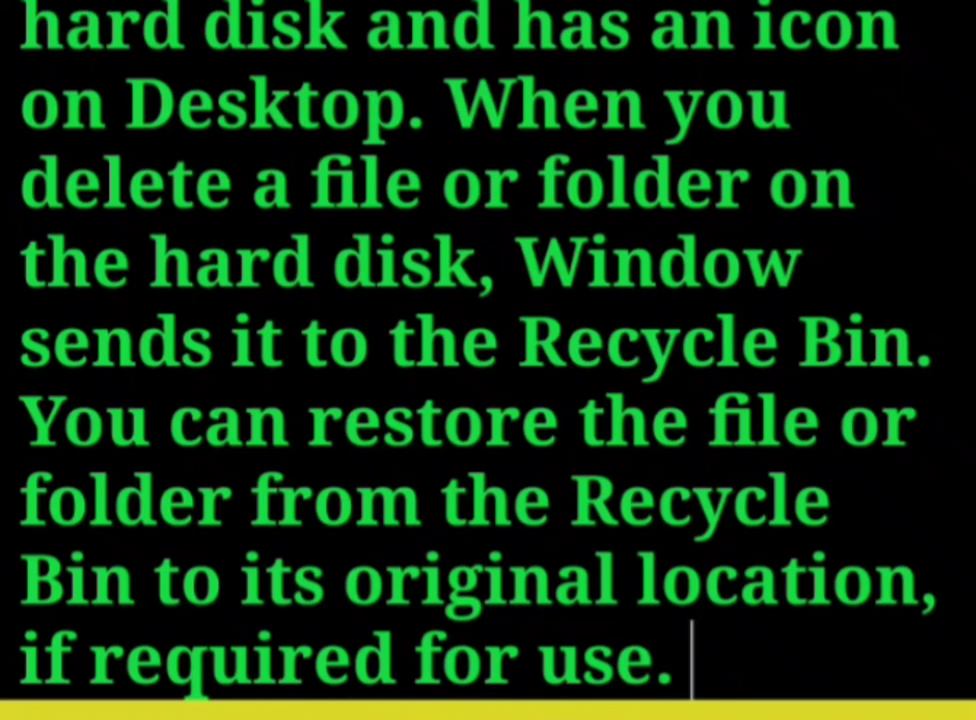 hard disk and has an icon
on Desktop. When you
delete a file or folder on
the hard disk, Window
sends it to the Recycle Bin.
You can restore the file or
folder from the Recycle
Bin to its original location,
if required for use.